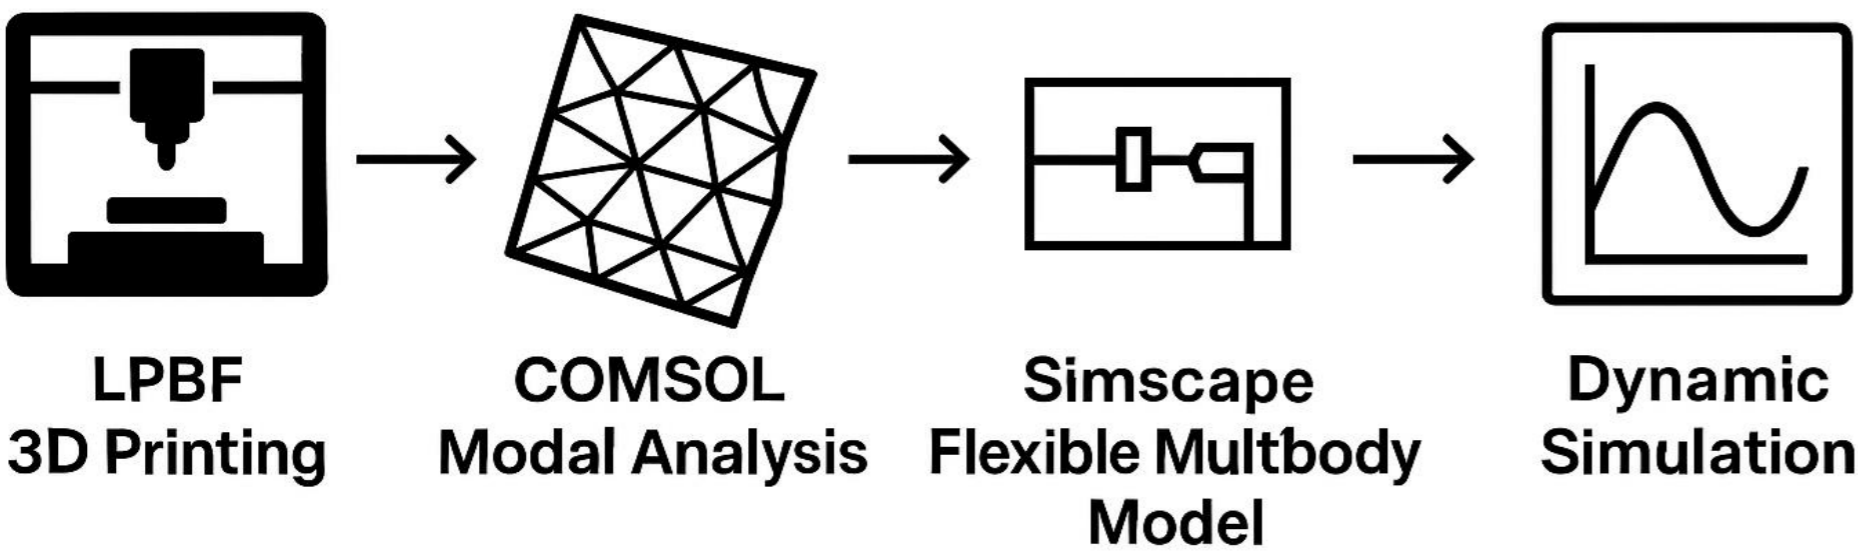 LPBF
3D Printing
COMSOL
Modal Analysis
Simscape
Flexible Multbody
Model
Dynamic
Simulation